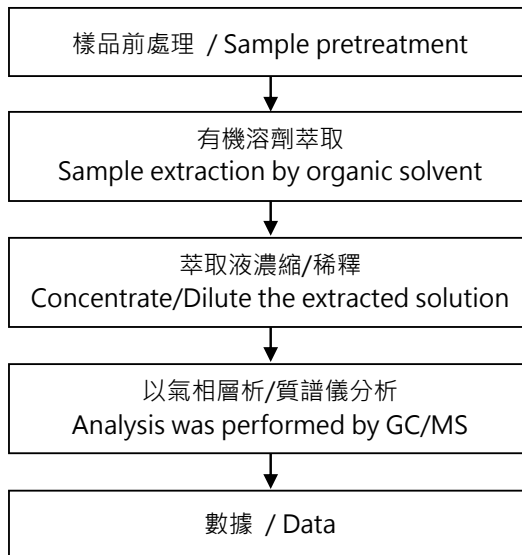 樣品前處理 / Sample pretreatment
有機溶劑萃取
Sample extraction by organic solvent
萃取液濃縮/稀釋
Concentrate/Dilute the extracted solution
以氣相層析/質譜儀分析
Analysis was performed by GC/MS
數據 / Data